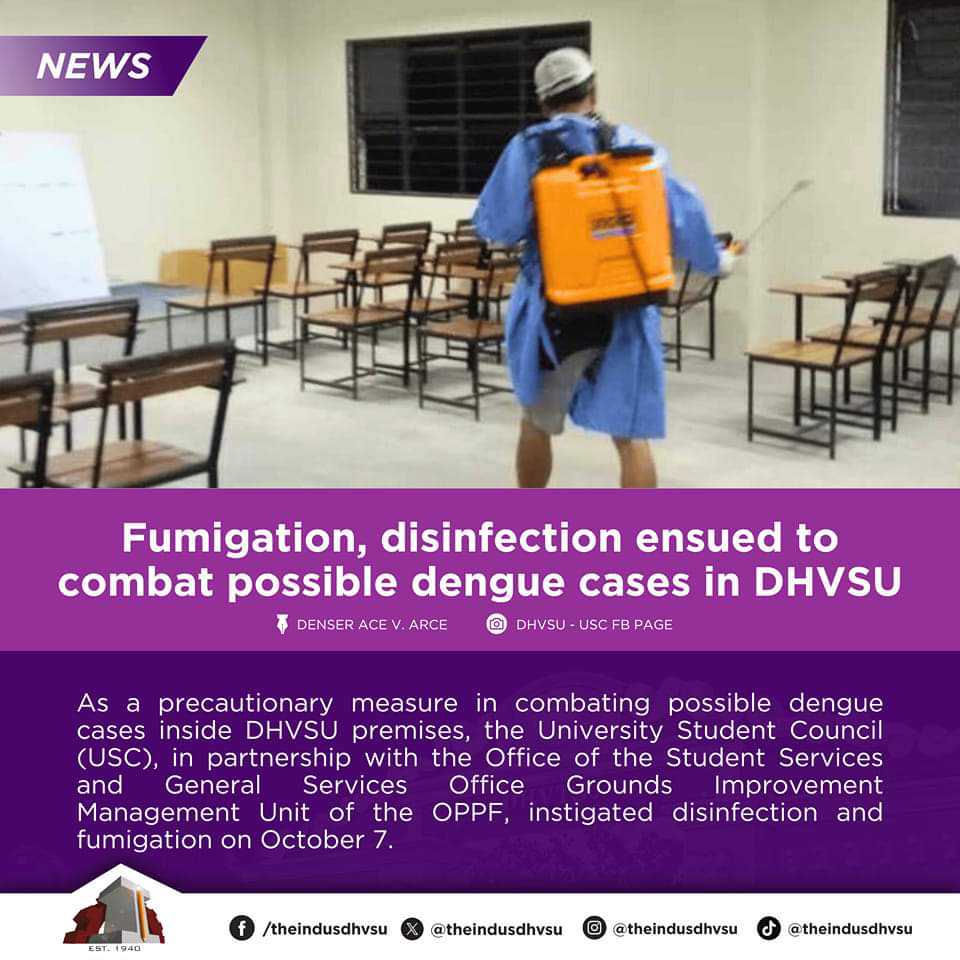 NEWS
Fumigation, disinfection ensued to
combat possible dengue cases in DHVSU
DENSER ACE V. ARCE DHVSU - USC FB PAGE
As a precautionary measure in combating possible dengue
cases inside DHVSU premises, the University Student Council
(USC), in partnership with the Office of the Student Services
and General Services Office Grounds Improvement
Management Unit of the OPPF, instigated disinfection and
fumigation on October 7.
EST. 1940
/theindusdhvsu @theindusdhvsu @theindusdhvsu @theindusdhvsu